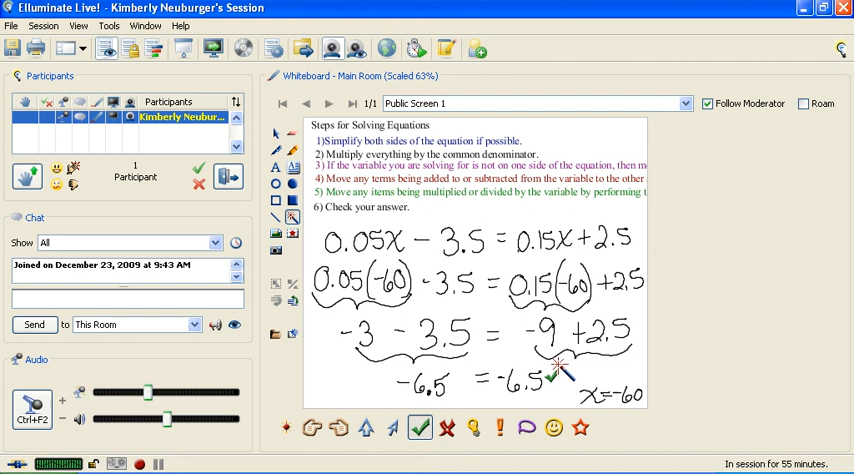 Elluminate Live! - Kimberly Neuburger's Session
File Session View Tools Window Help
Participants
Participants
Kimberly Neubur...
1
Participant
Chat
Show All
Joined on December 23, 2009 at 9:43 AM
Send to This Room
Audio
Ctrl+F2
Whiteboard - Main Room (Scaled 63%)
1/1 Public Screen 1 Follow Moderator Roam
Steps for Solving Equations
1)Simplify both sides of the equation if possible.
2) Multiply everything by the common denominator.
3) If the variable you are solving for is not on one side of the equation, then m
4) Move any terms being added to or subtracted from the variable to the other
5) Move any items being multiplied or divided by the variable by performing t
6) Check your answer.
0.05x - 3.5 = 0.15x + 2.5
0.05(-60) - 3.5 = 0.15(-60) + 2.5
-3 - 3.5 = -9 + 2.5
-6.5 = -6.5
x=-60
In session for 55 minutes.